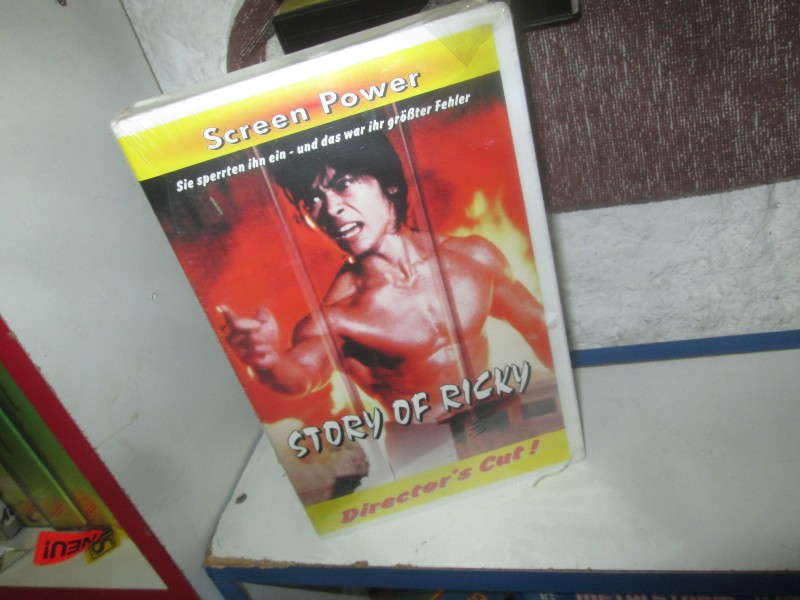 Screen Power
Sie sperrten ihn ein - und das war ihr größter Fehler
STORY OF RICKY
Director's Cut!
NEU!